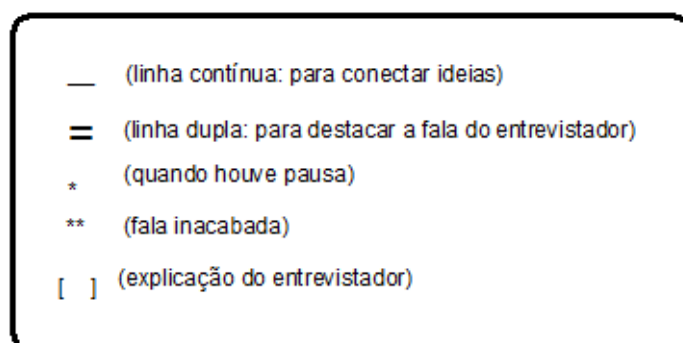 __ (linha contínua: para conectar ideias)
= (linha dupla: para destacar a fala do entrevistador)
* (quando houve pausa)
** (fala inacabada)
[ ] (explicação do entrevistador)